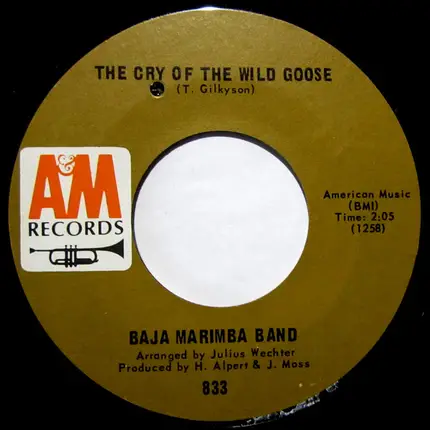 THE CRY OF THE WILD GOOSE
(T. Gilkyson)
A&M
RECORDS
American Music
(BMI)
Time: 2:05
(1258)
BAJA MARIMBA BAND
Arranged by Julius Wechter
Produced by H. Alpert & J. Moss
833